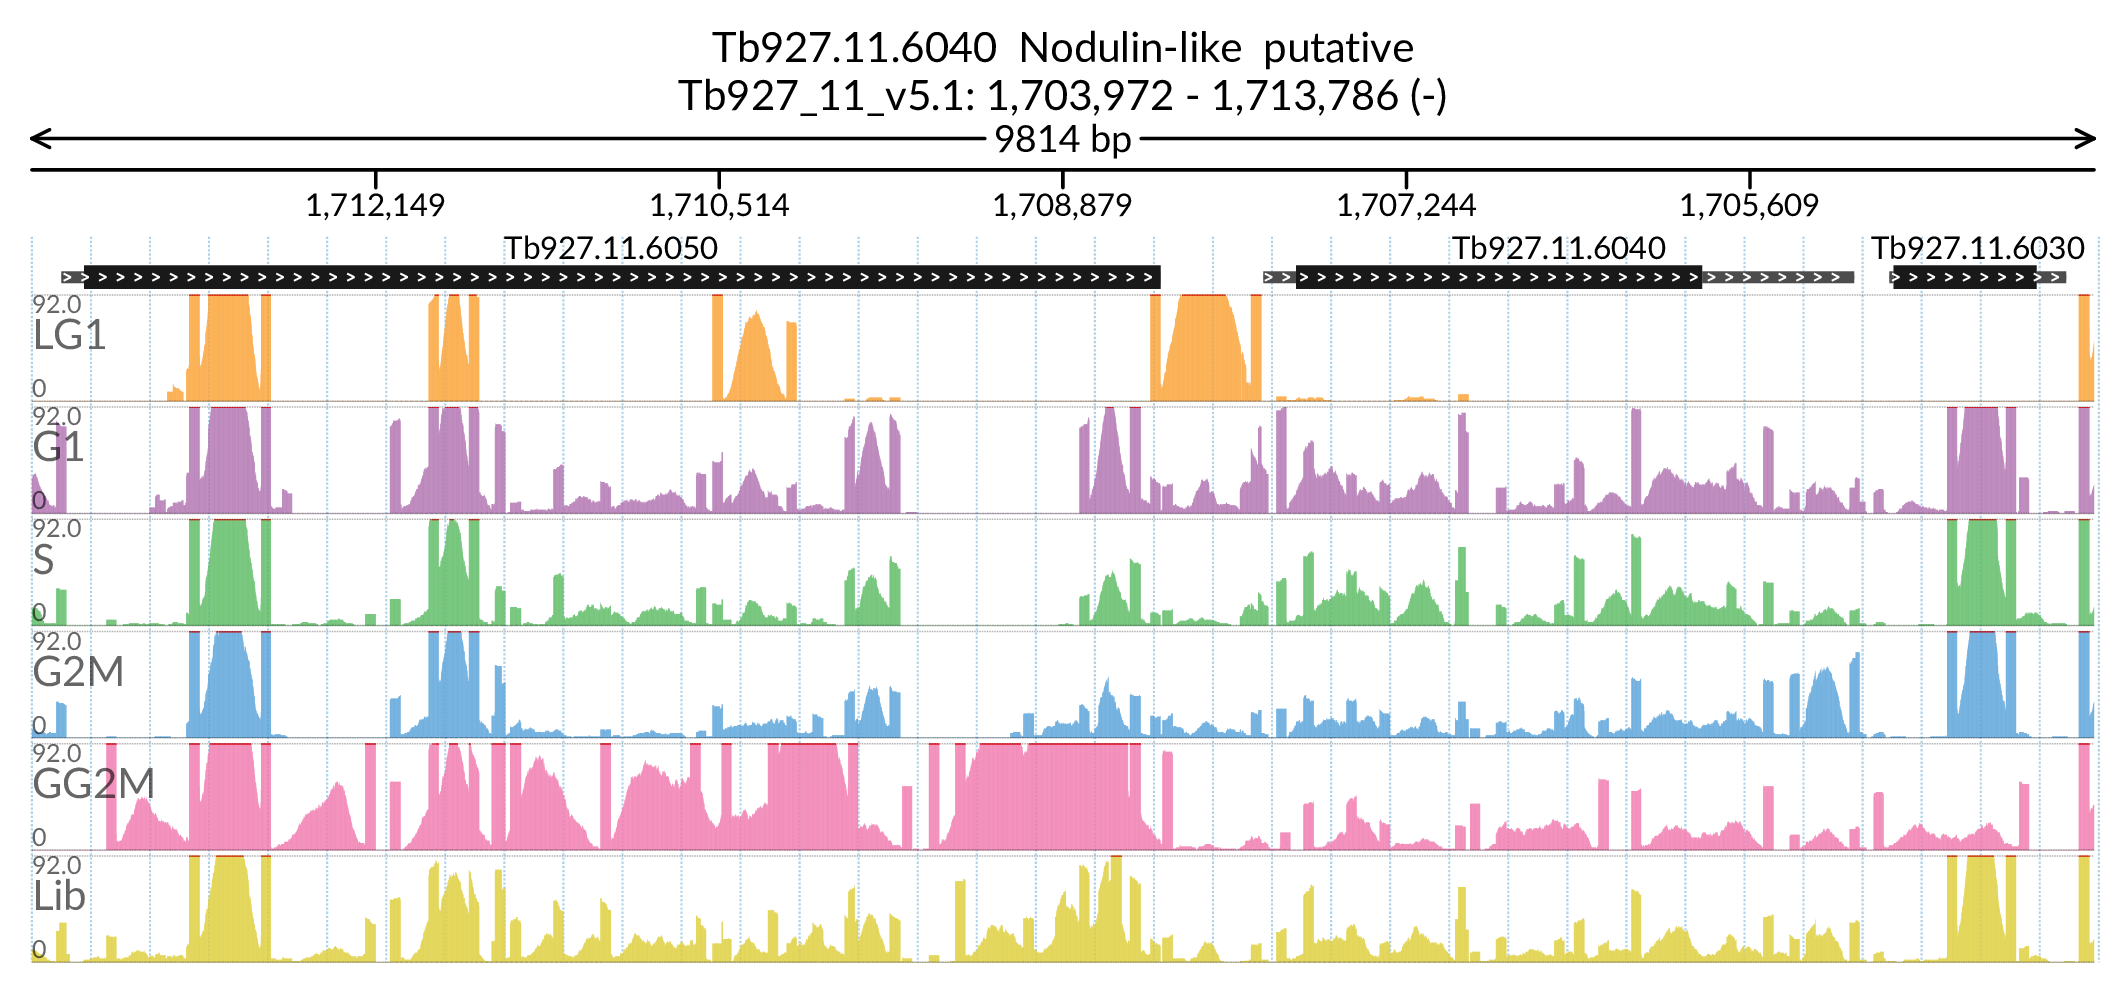 Tb927.11.6040 Nodulin-like putative
Tb927_11_v5.1: 1,703,972 - 1,713,786 (-)
9814 bp
1,712,149 1,710,514 1,708,879 1,707,244 1,705,609
Tb927.11.6050 Tb927.11.6040 Tb927.11.6030
92.0
LG1
0
92.0
G1
0
92.0
S
0
92.0
G2M
0
92.0
GG2M
0
92.0
Lib
0